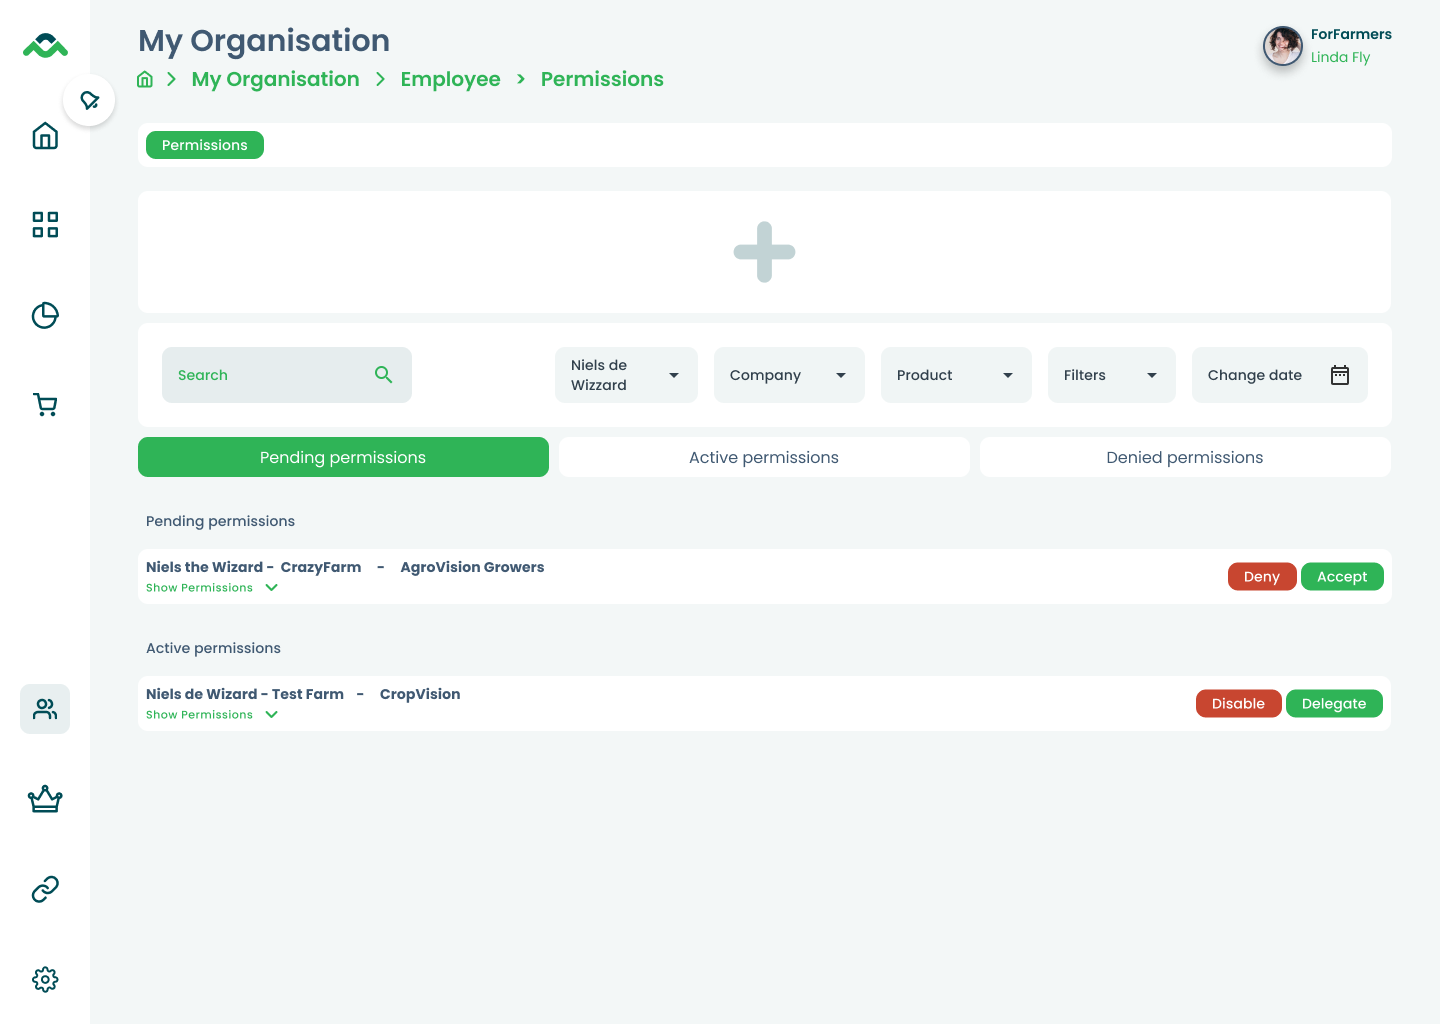 My Organisation
ForFarmers
Linda Fly
My Organisation > Employee > Permissions
Permissions
Search
Niels de
Wizzard
Company
Product
Filters
Change date
Pending permissions
Active permissions
Denied permissions
Pending permissions
Niels the Wizard - CrazyFarm - AgroVision Growers
Show Permissions
Deny
Accept
Active permissions
Niels de Wizard - Test Farm - CropVision
Show Permissions
Disable
Delegate